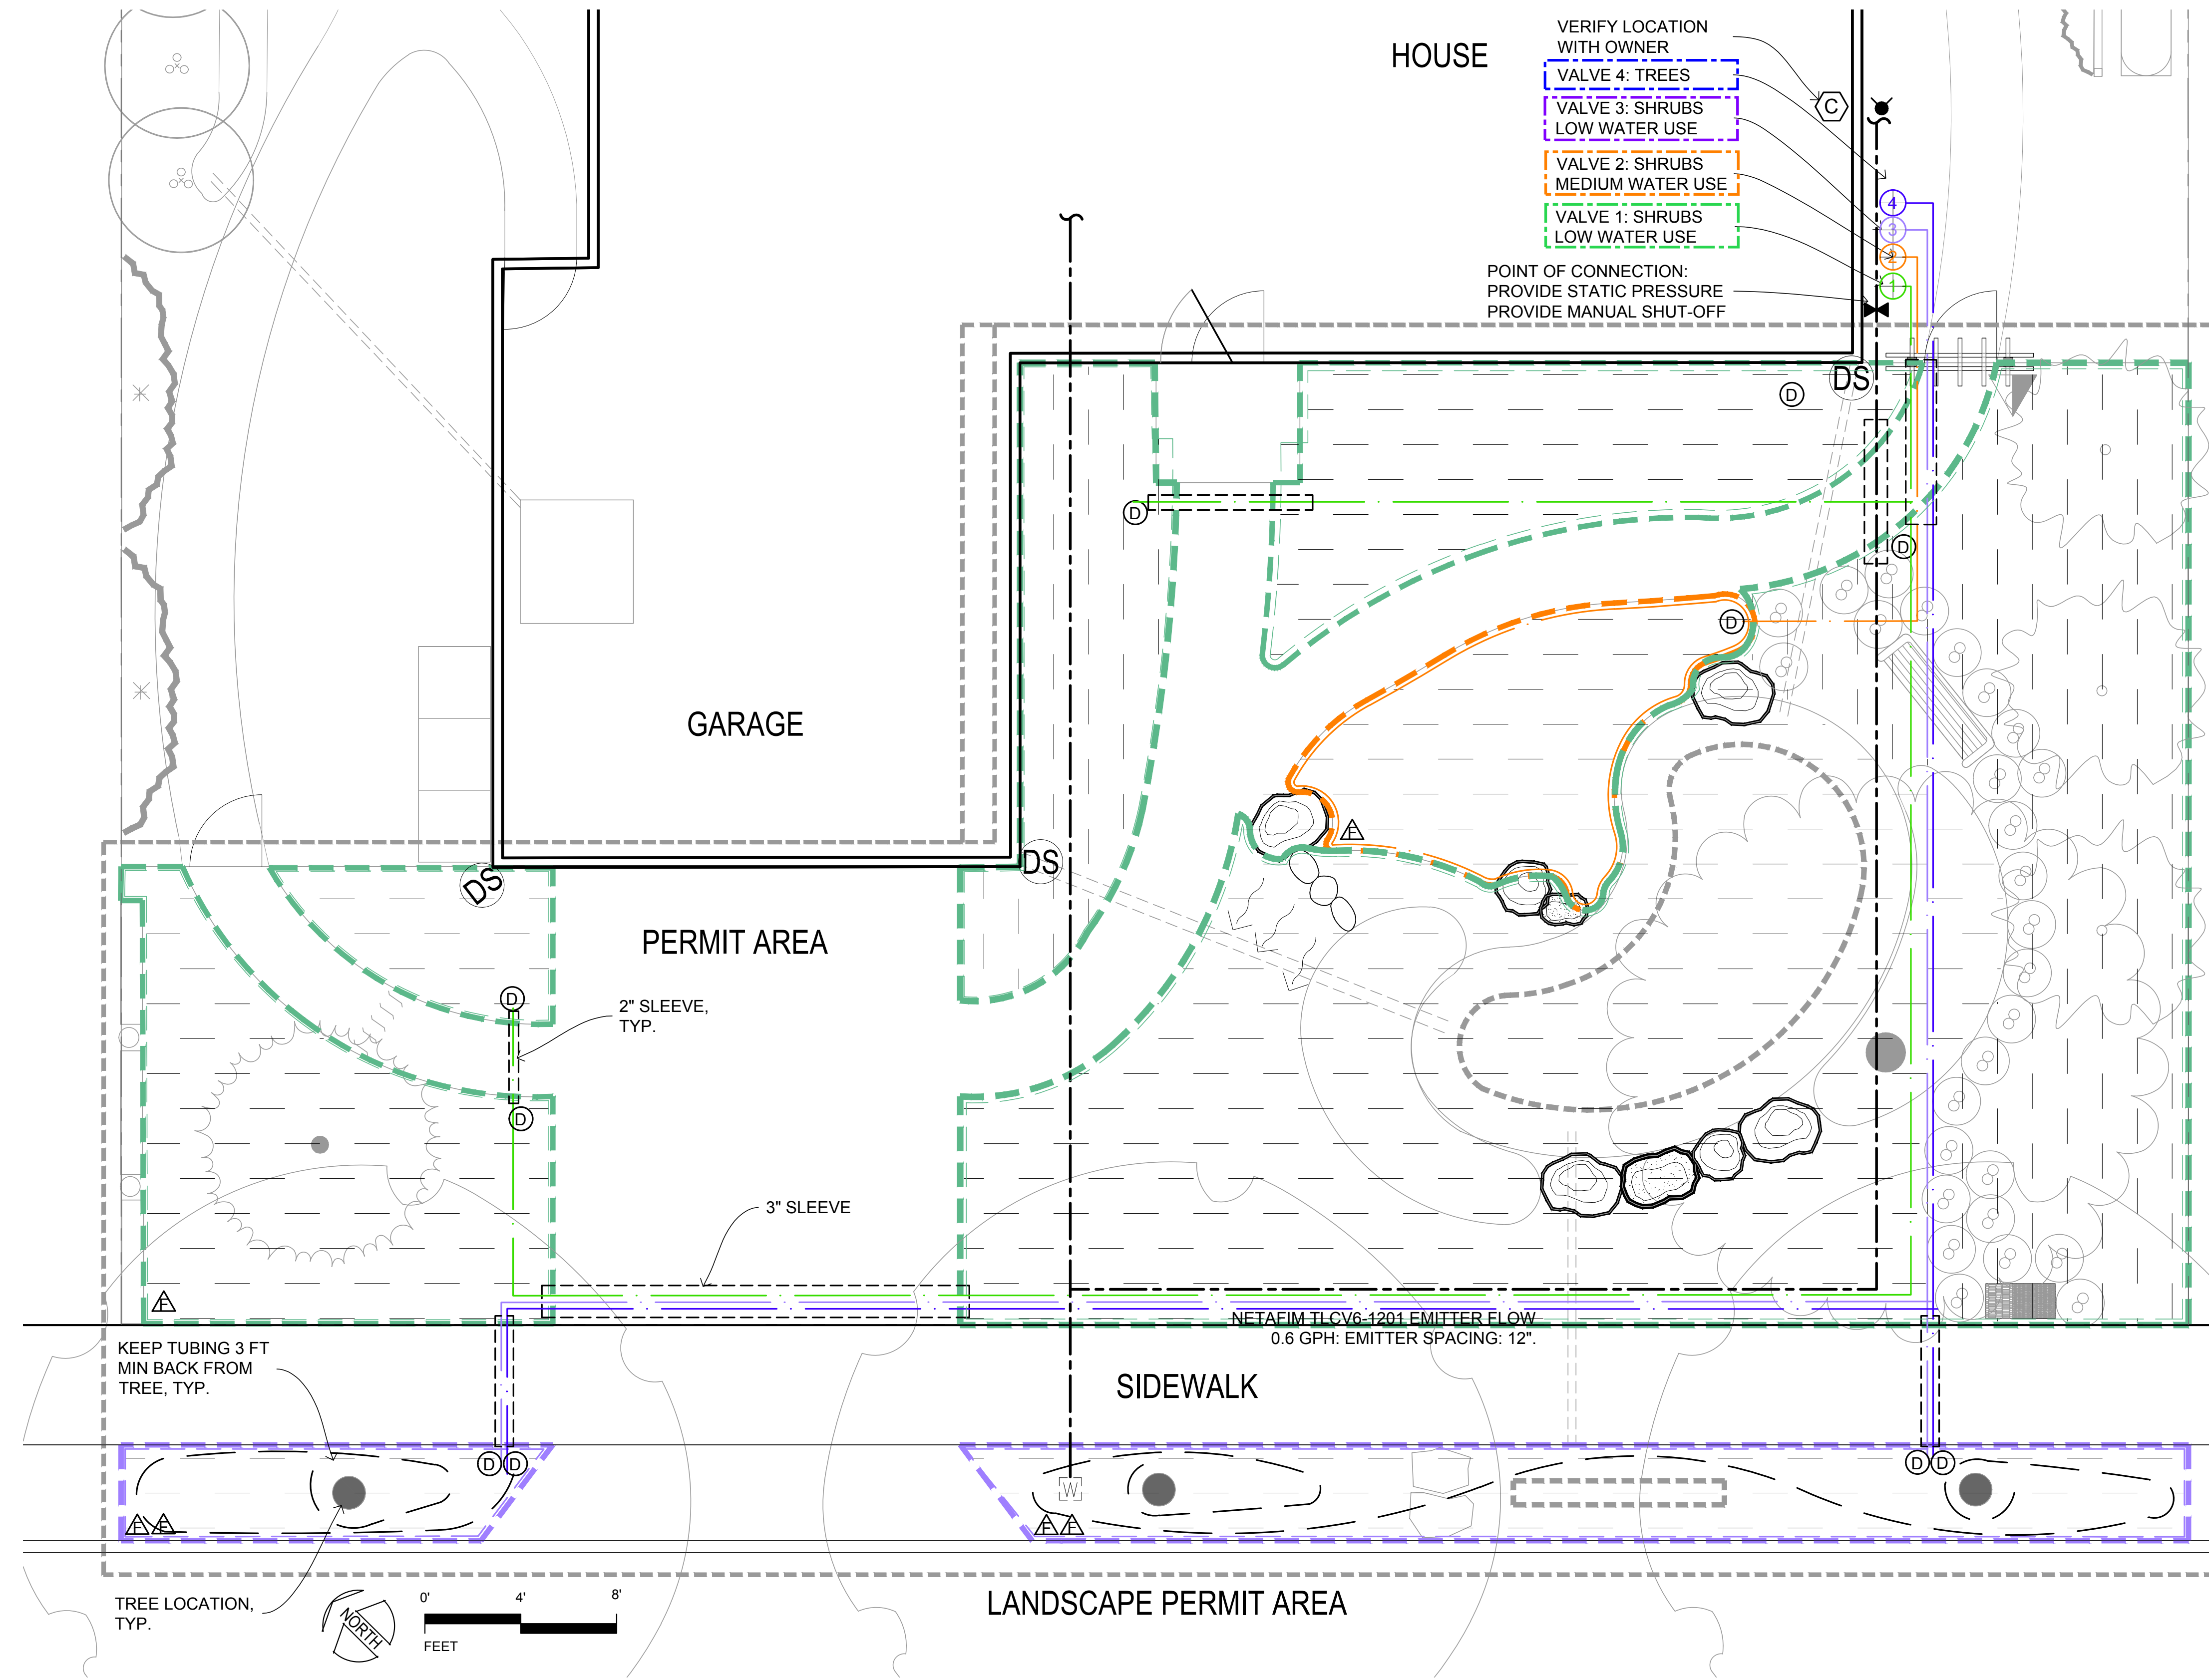 HOUSE
VERIFY LOCATION
WITH OWNER
VALVE 4: TREES
VALVE 3: SHRUBS
LOW WATER USE
VALVE 2: SHRUBS
MEDIUM WATER USE
VALVE 1: SHRUBS
LOW WATER USE
POINT OF CONNECTION:
PROVIDE STATIC PRESSURE
PROVIDE MANUAL SHUT-OFF
C
4
3
2
1
DS
D
D
D
D
GARAGE
F
DS
DS
PERMIT AREA
D
2" SLEEVE,
TYP.
D
3" SLEEVE
F
NETAFIM TLCV6-1201 EMITTER FLOW
0.6 GPH: EMITTER SPACING: 12".
KEEP TUBING 3 FT
MIN BACK FROM
TREE, TYP.
SIDEWALK
D D
D D
W
F F
F F
TREE LOCATION,
TYP.
NORTH
0' 4' 8'
FEET
LANDSCAPE PERMIT AREA